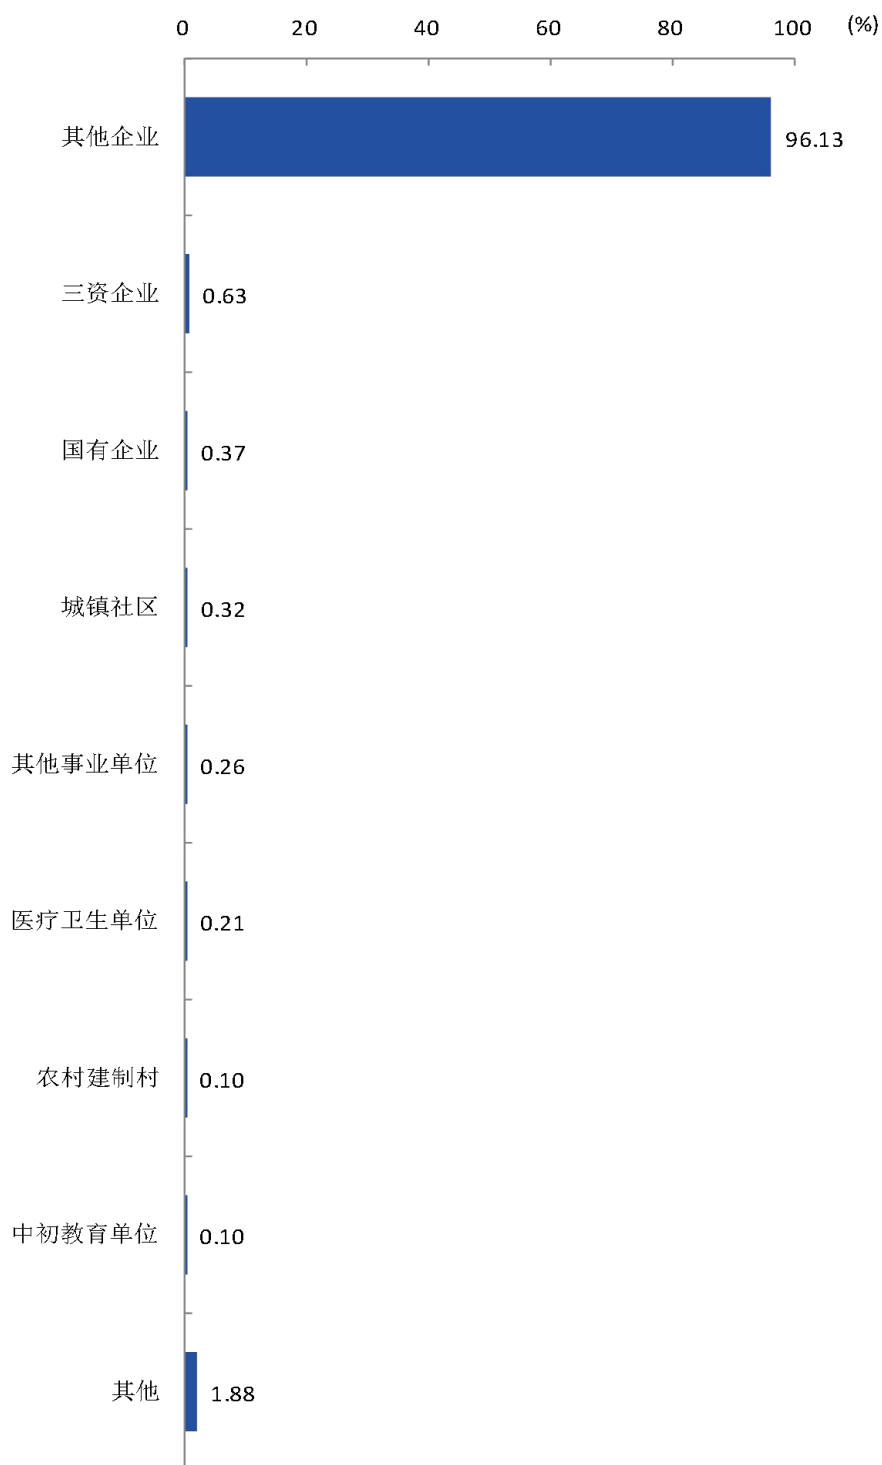 0 20 40 60 80 100 (%)
其他企业 96.13
三资企业 0.63
国有企业 0.37
城镇社区 0.32
其他事业单位 0.26
医疗卫生单位 0.21
农村建制村 0.10
中初教育单位 0.10
其他 1.88